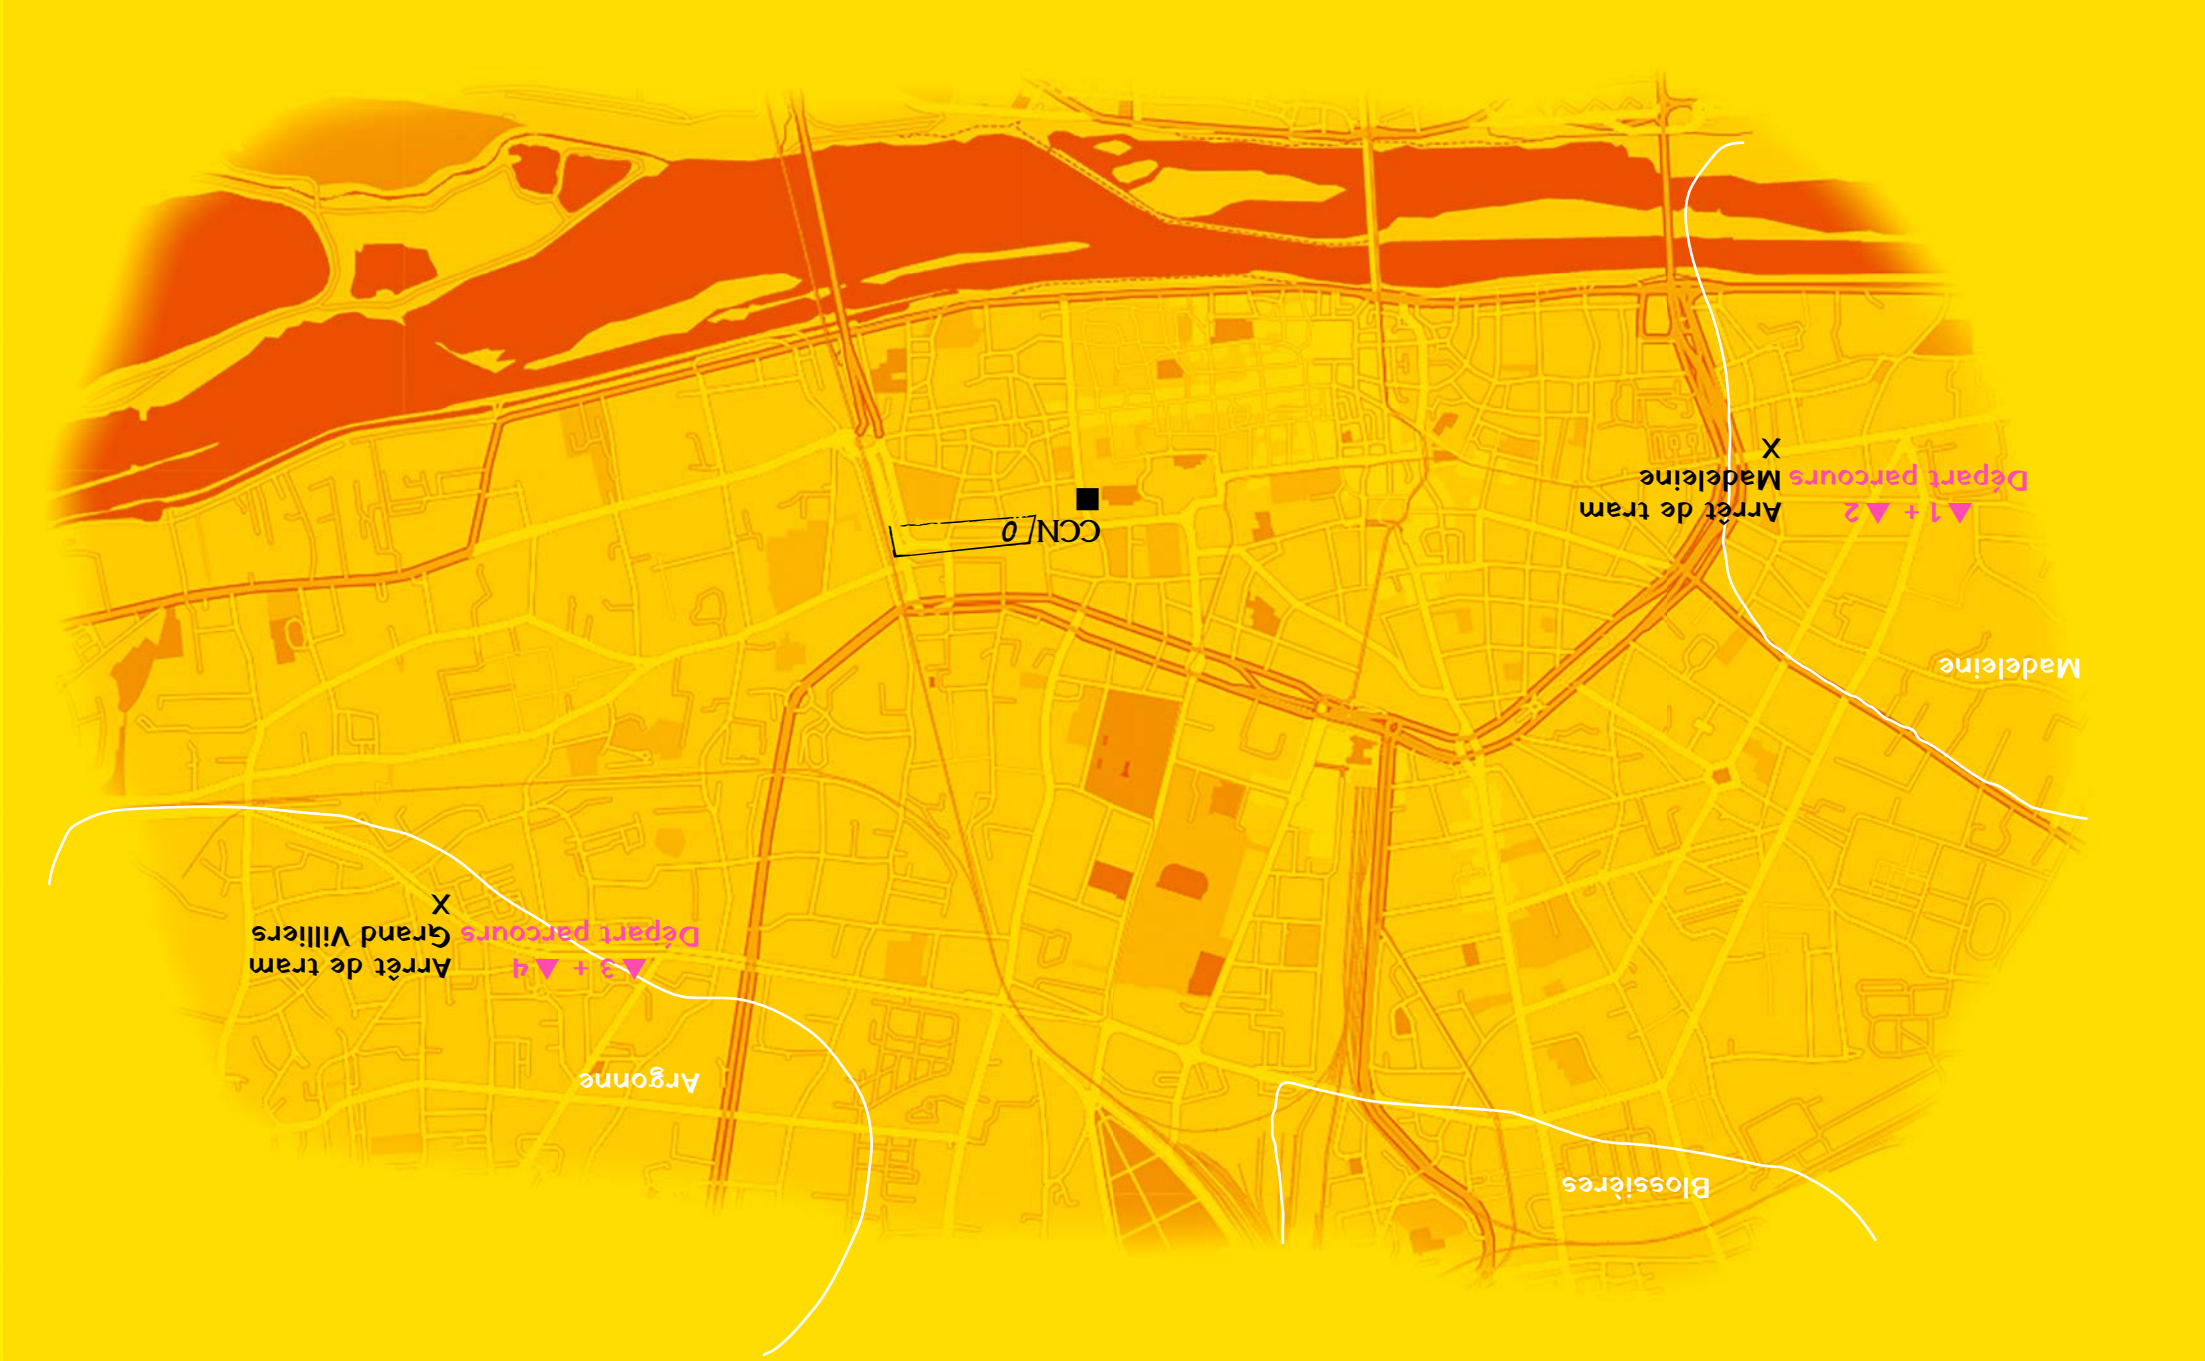 Blossières
Argonne
▲ 3 + ▲ 4
Départ parcours
Arrêt de tram
Grand Villiers
X
Madeleine
▲ 1 + ▲ 2
Départ parcours
Arrêt de tram
Madeleine
X
CCN/O